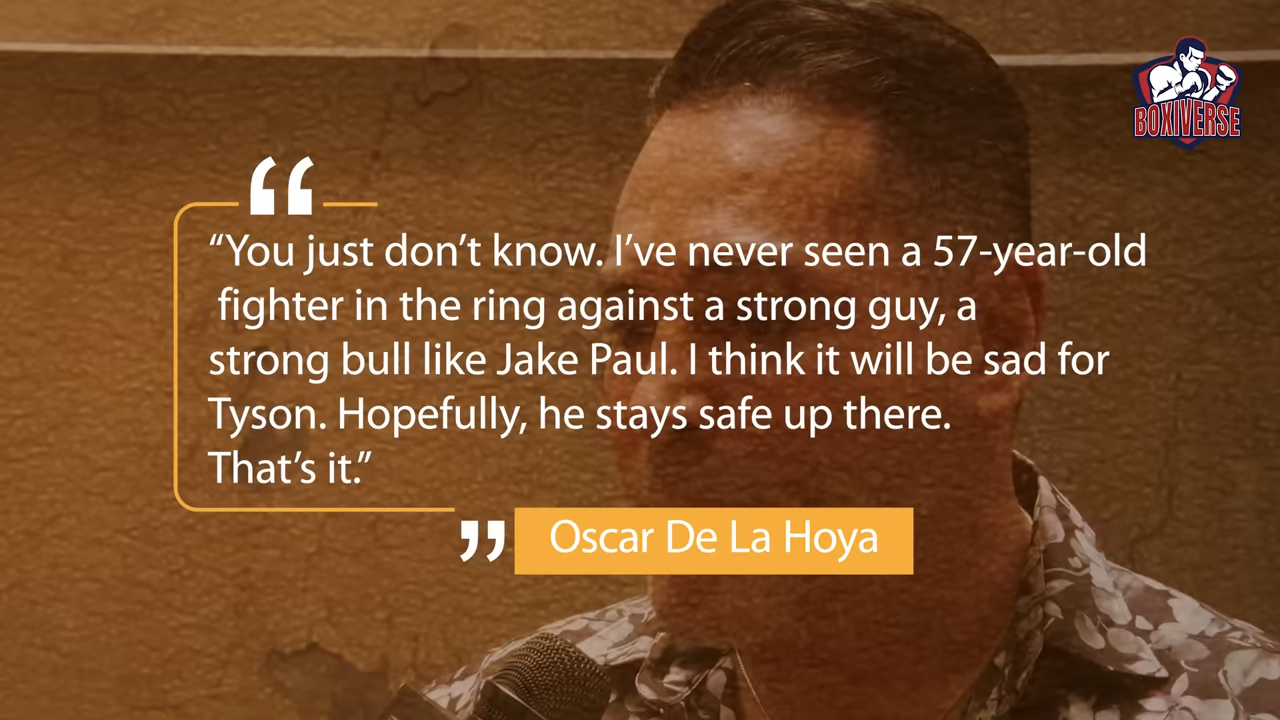 BOXIVERSE
“You just don’t know. I’ve never seen a 57-year-old
fighter in the ring against a strong guy, a
strong bull like Jake Paul. I think it will be sad for
Tyson. Hopefully, he stays safe up there.
That’s it.”
Oscar De La Hoya